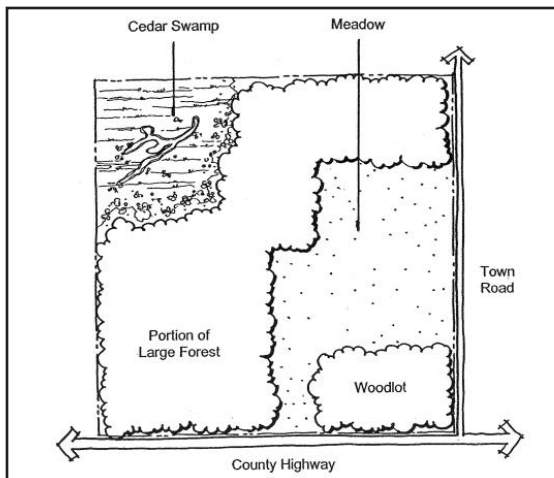 Cedar Swamp
Meadow
Town
Road
Portion of
Large Forest
Woodlot
County Highway